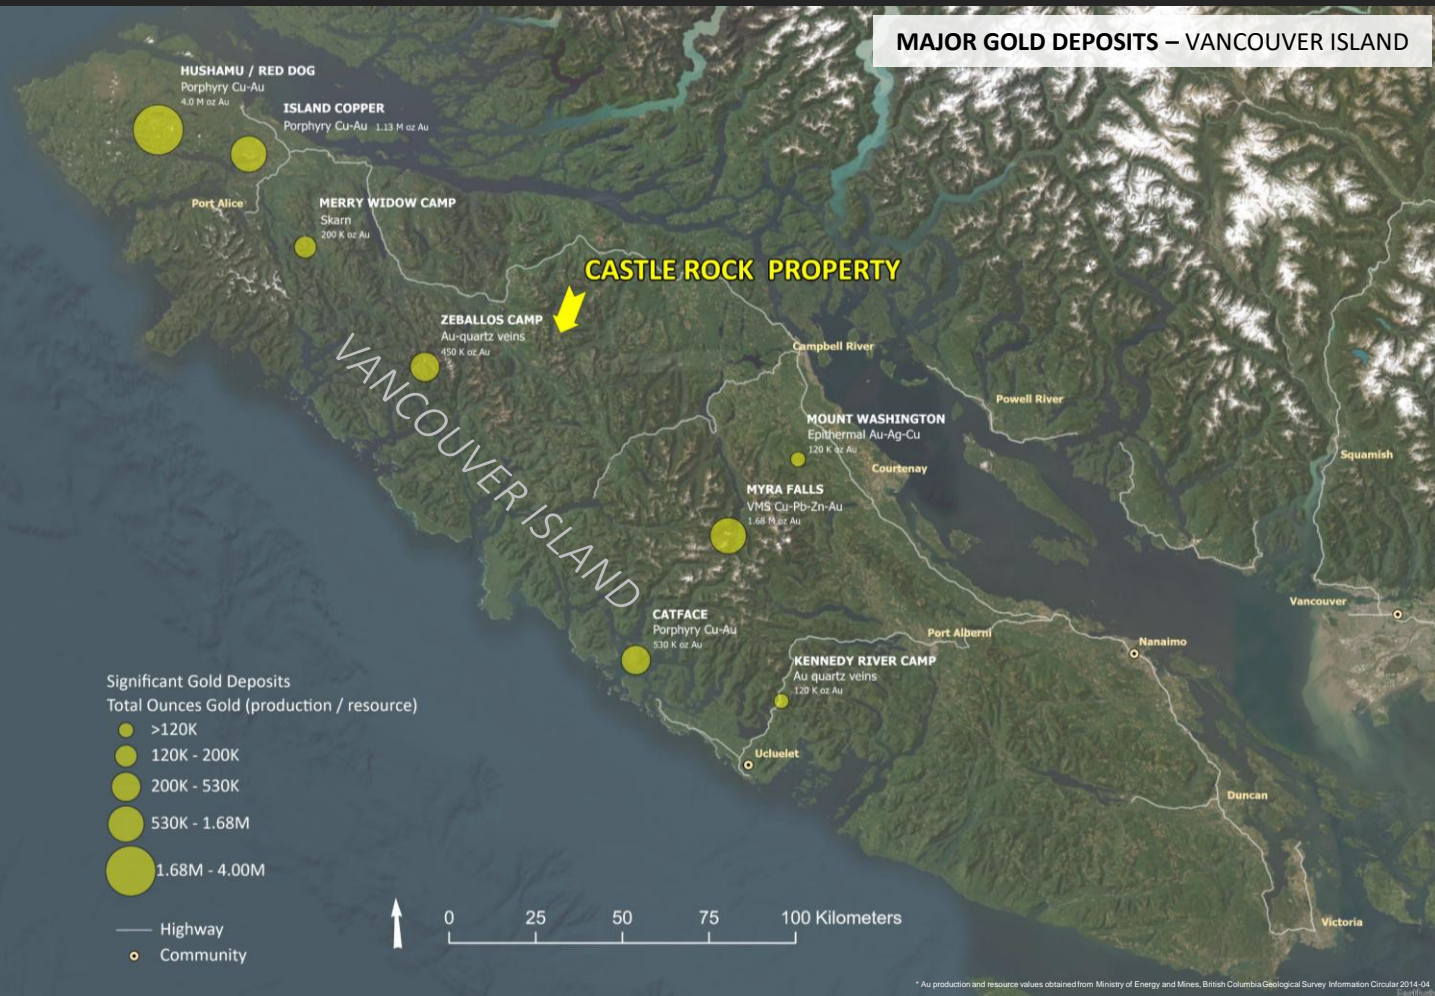 MAJOR GOLD DEPOSITS – VANCOUVER ISLAND
HUSHAMU / RED DOG
Porphyry Cu-Au
4.0 M oz Au
ISLAND COPPER
Porphyry Cu-Au 1.13 M oz Au
Port Alice
MERRY WIDOW CAMP
Skarn
200 K oz Au
CASTLE ROCK PROPERTY
ZEBALLOS CAMP
Au-quartz veins
450 K oz Au
VANCOUVER ISLAND
Campbell River
Powell River
MOUNT WASHINGTON
Epithermal Au-Ag-Cu
120 K oz Au
Courtenay
Squamish
MYRA FALLS
VMS Cu-Pb-Zn-Au
1.68 M oz Au
Vancouver
CATFACE
Porphyry Cu-Au
530 K oz Au
Port Alberni
Nanaimo
KENNEDY RIVER CAMP
Au quartz veins
120 K oz Au
Ucluelet
Duncan
Victoria
Significant Gold Deposits
Total Ounces Gold (production / resource)
>120K
120K - 200K
200K - 530K
530K - 1.68M
1.68M - 4.00M
Highway
Community
0 25 50 75 100 Kilometers
* Au production and resource values obtained from Ministry of Energy and Mines, British Columbia Geological Survey Information Circular 2014-04